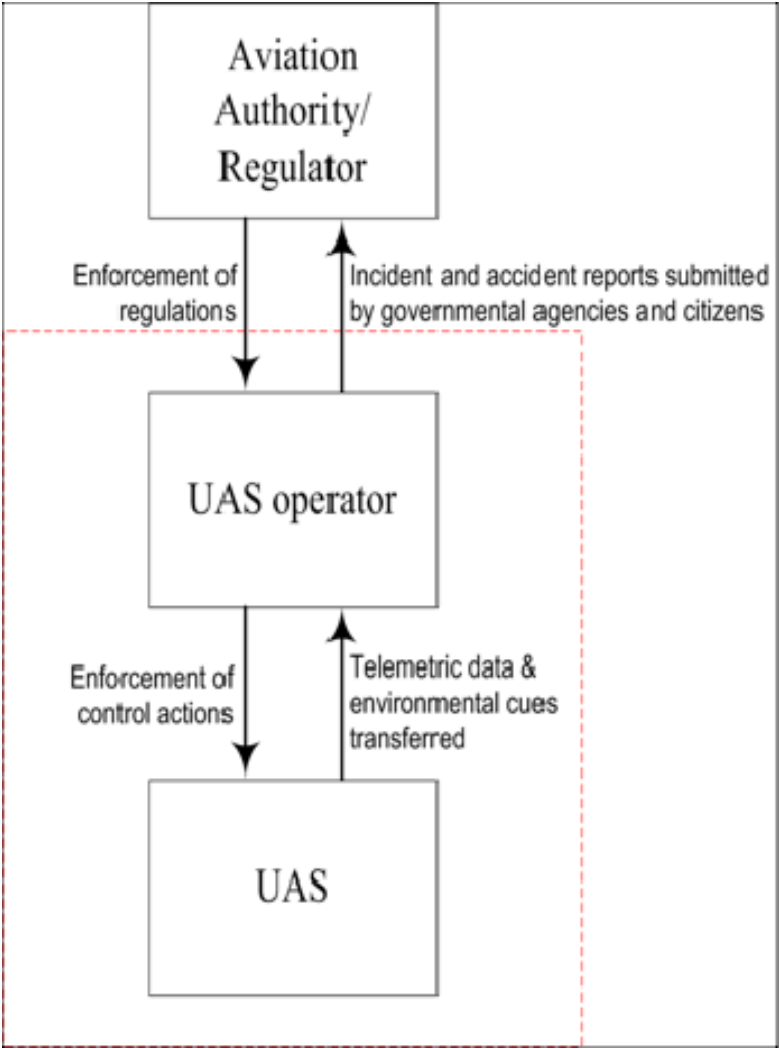 Aviation
Authority/
Regulator
Enforcement of
regulations
Incident and accident reports submitted
by governmental agencies and citizens
UAS operator
Enforcement of
control actions
Telemetric data &
environmental cues
transferred
UAS